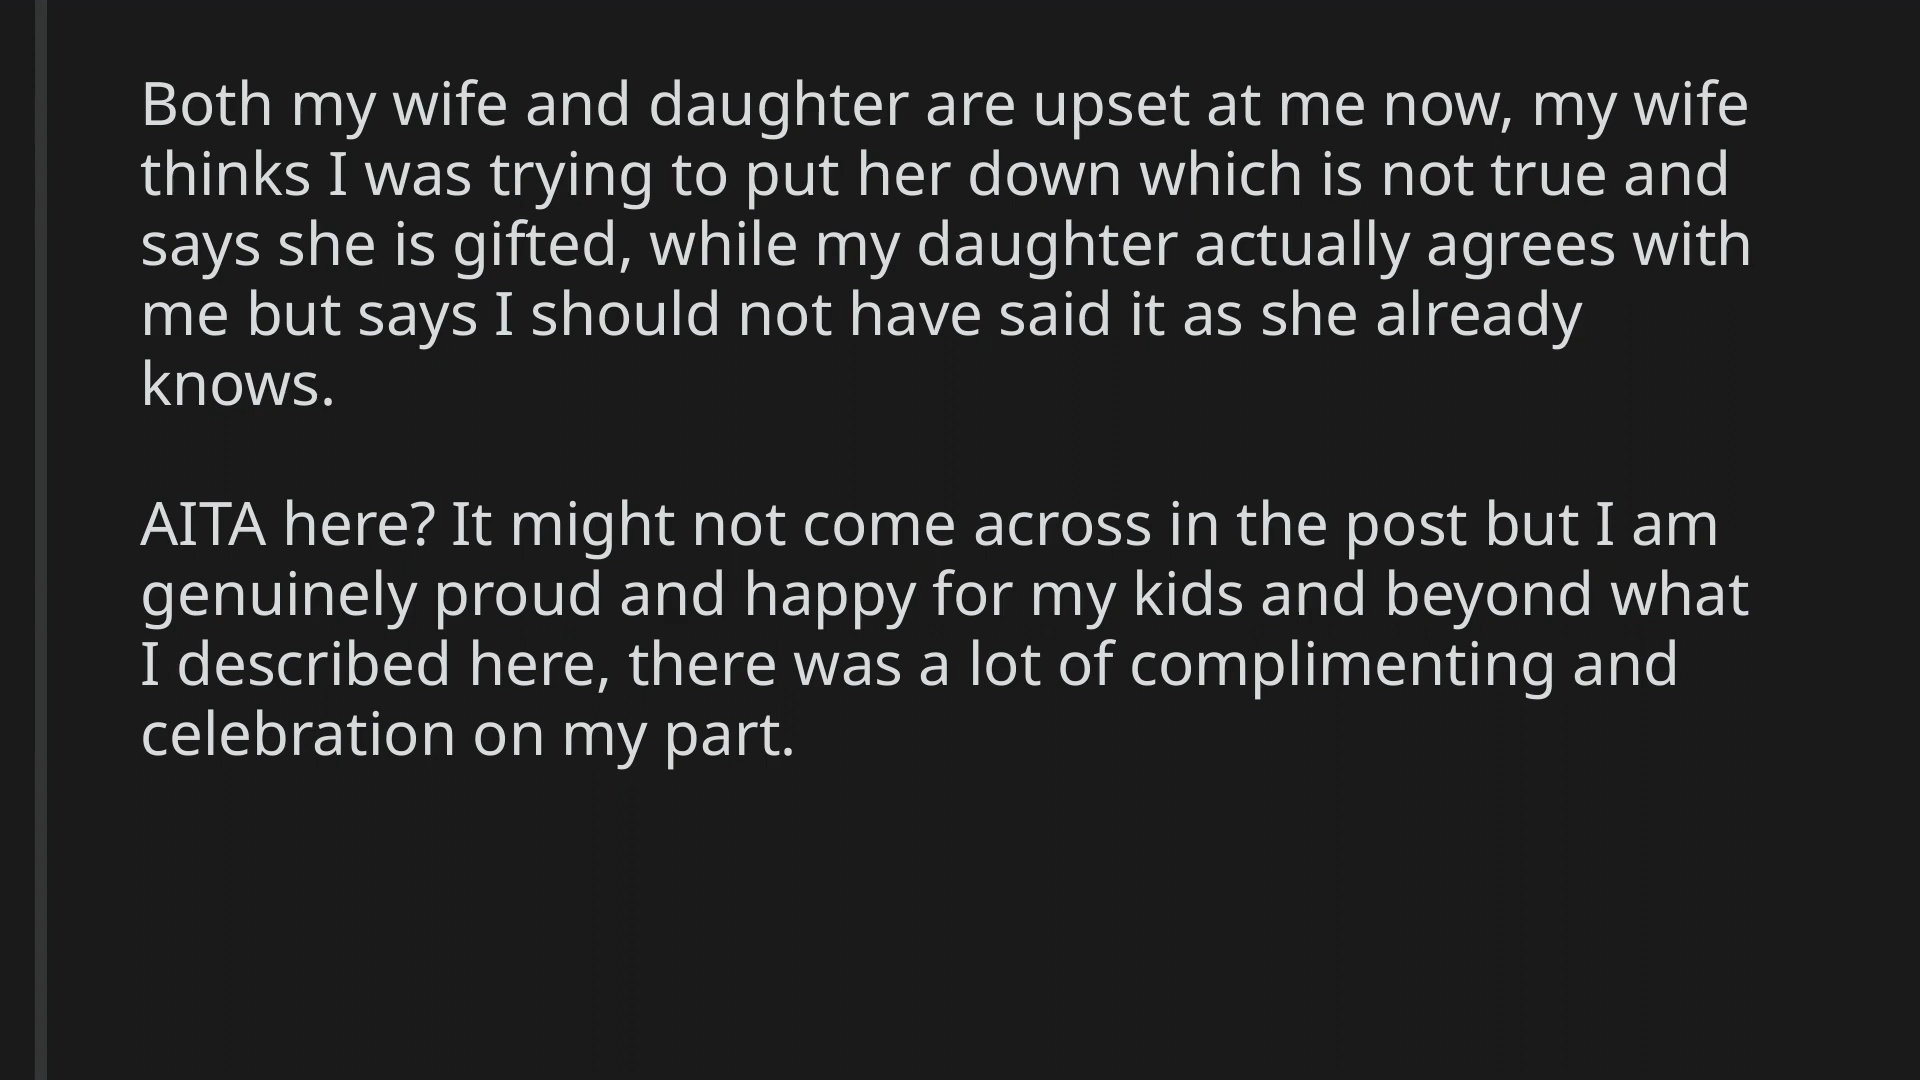 Both my wife and daughter are upset at me now, my wife
thinks I was trying to put her down which is not true and
says she is gifted, while my daughter actually agrees with
me but says I should not have said it as she already
knows.
AITA here? It might not come across in the post but I am
genuinely proud and happy for my kids and beyond what
I described here, there was a lot of complimenting and
celebration on my part.